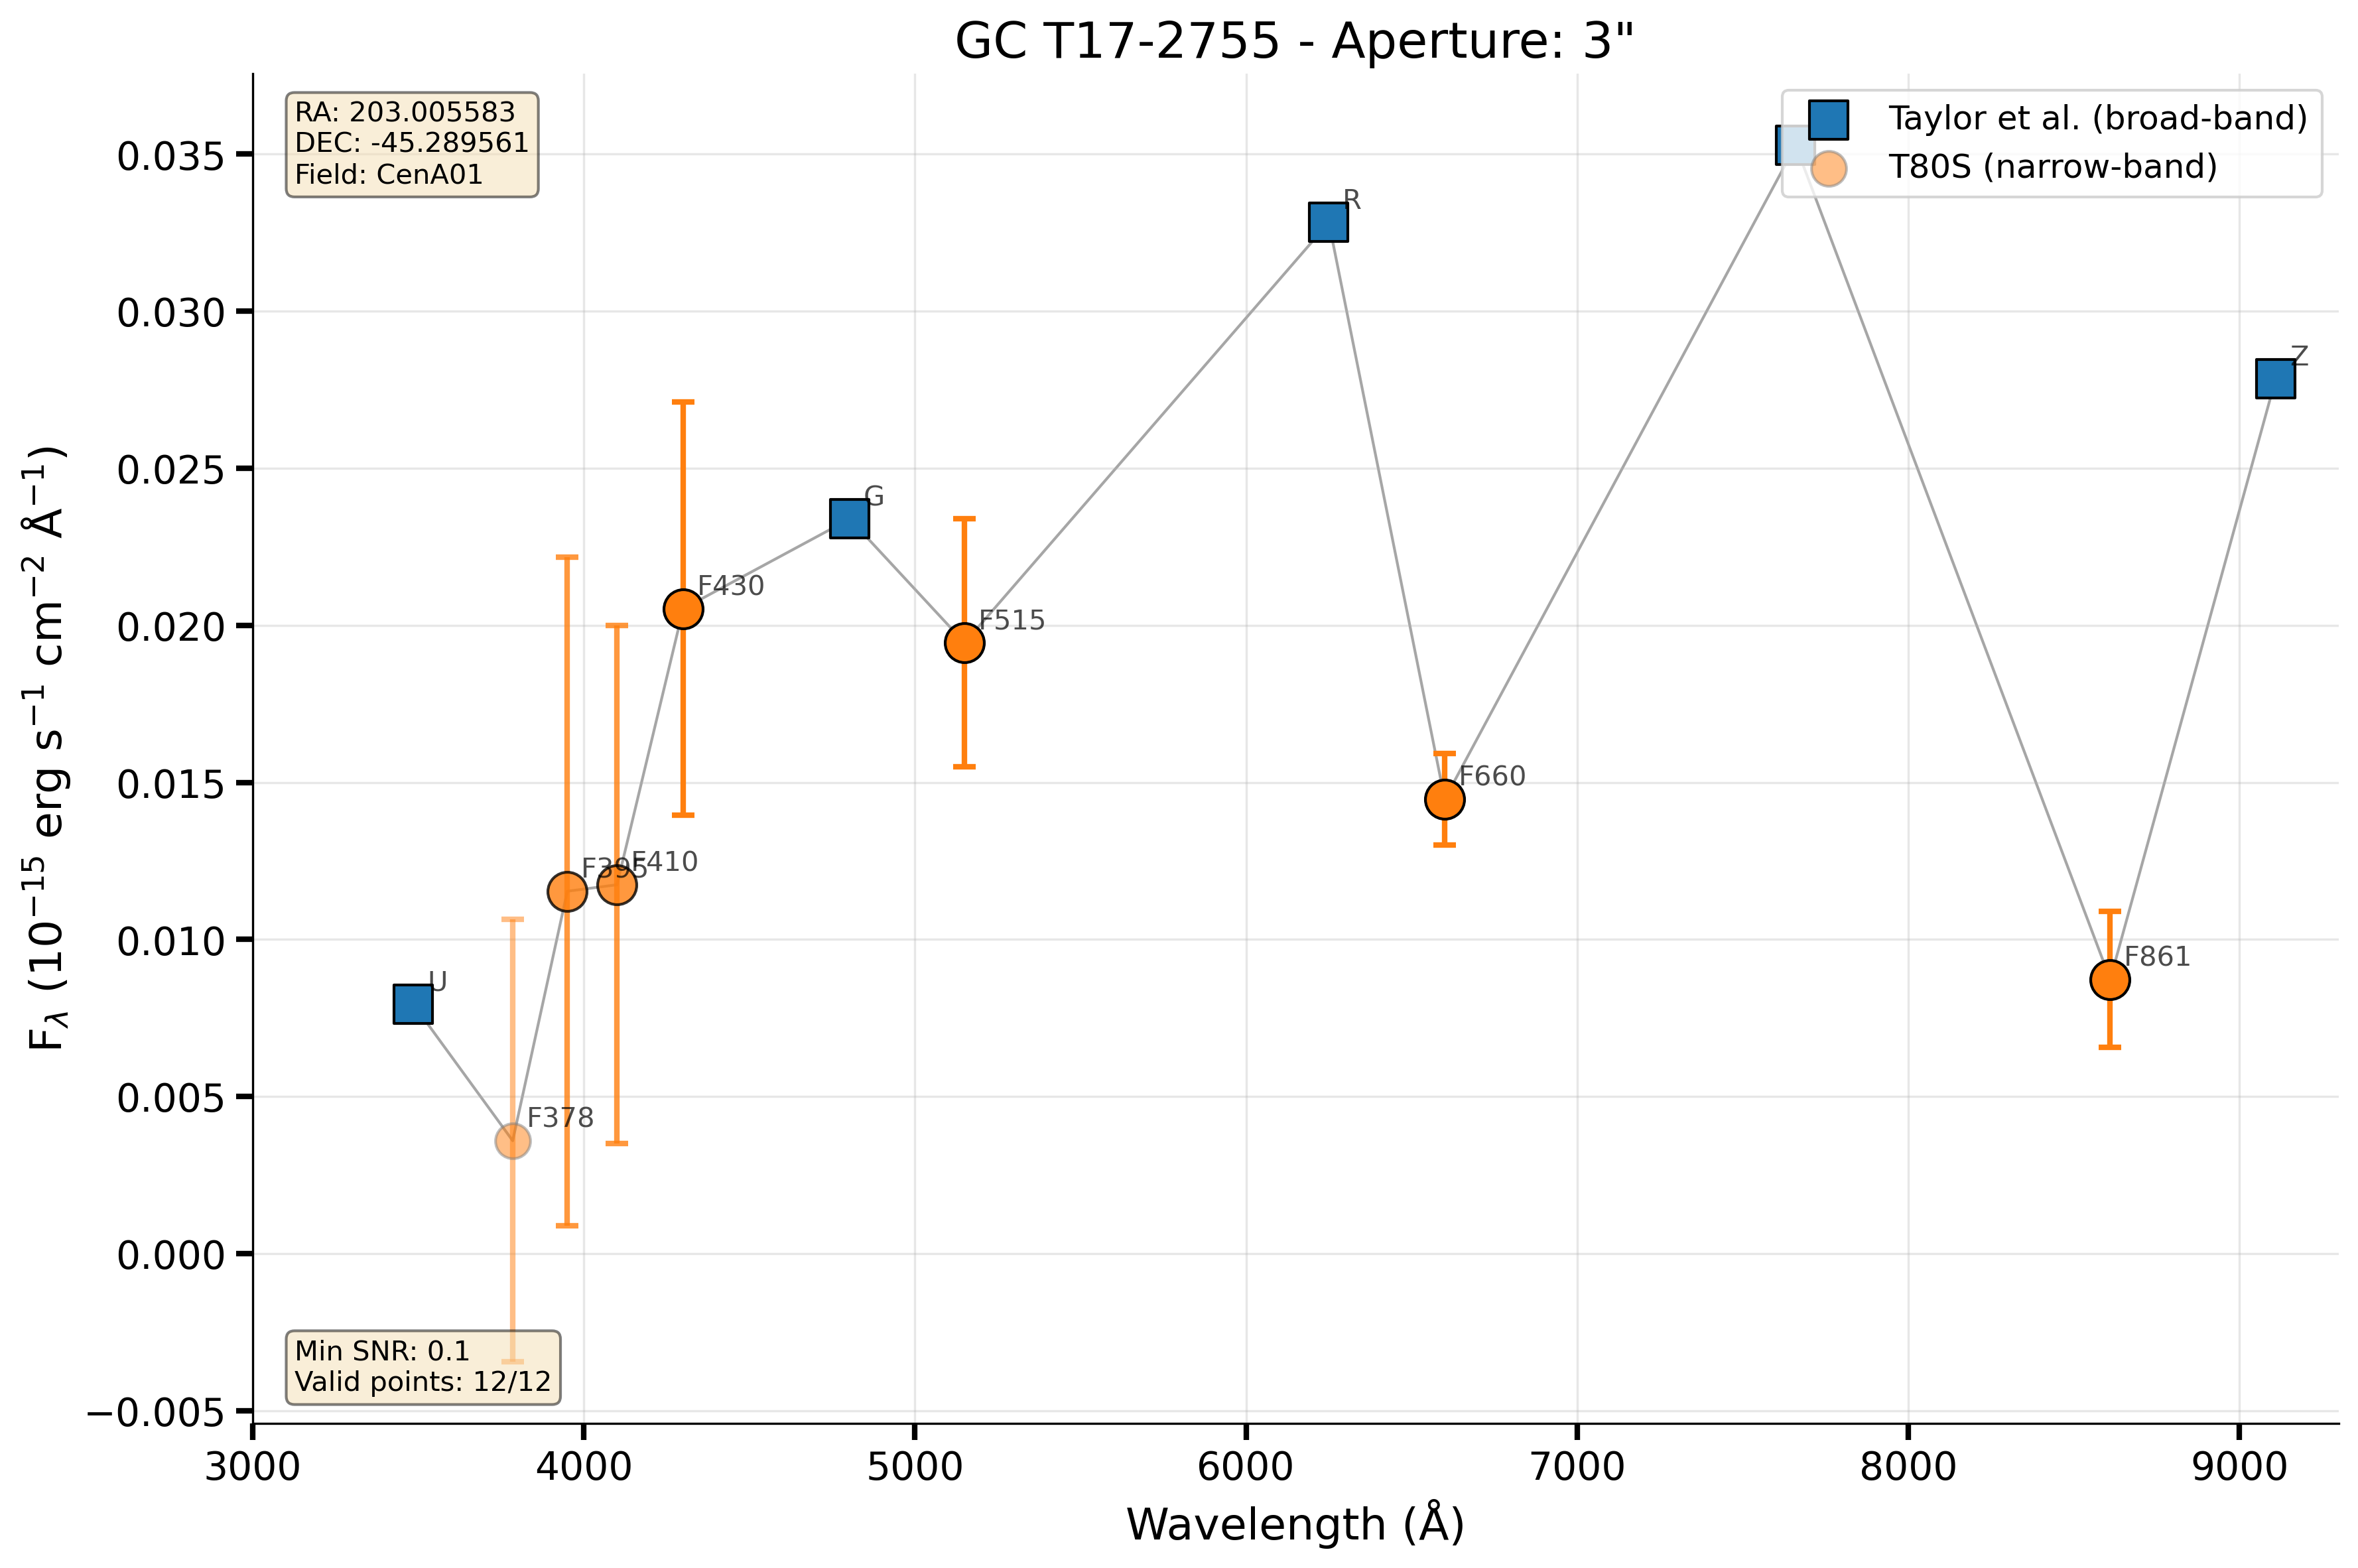 GC T17-2755 - Aperture: 3"
RA: 203.005583
DEC: -45.289561
Field: CenA01
Taylor et al. (broad-band)
T80S (narrow-band)
R
Z
G
F430
F515
F660
F395
F410
F861
U
F378
Min SNR: 0.1
Valid points: 12/12
0.035
0.030
0.025
0.020
0.015
0.010
0.005
0.000
−0.005
3000
4000
5000
6000
7000
8000
9000
Wavelength (Å)
F_λ (10⁻¹⁵ erg s⁻¹ cm⁻² Å⁻¹)